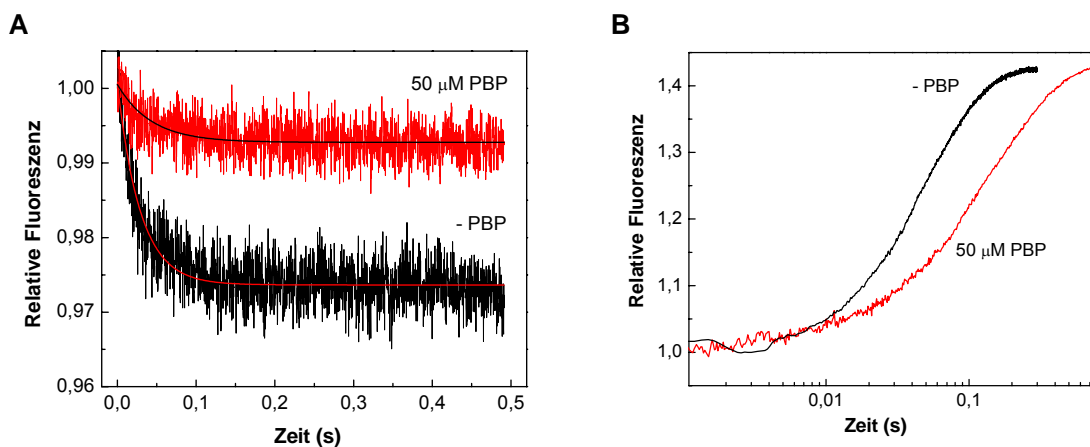 A
50 μM PBP
- PBP
1,00
0,99
0,98
0,97
0,96
Relative Fluoreszenz
0,0 0,1 0,2 0,3 0,4 0,5
Zeit (s)
B
- PBP
50 μM PBP
1,4
1,3
1,2
1,1
1,0
Relative Fluoreszenz
0,01 0,1
Zeit (s)